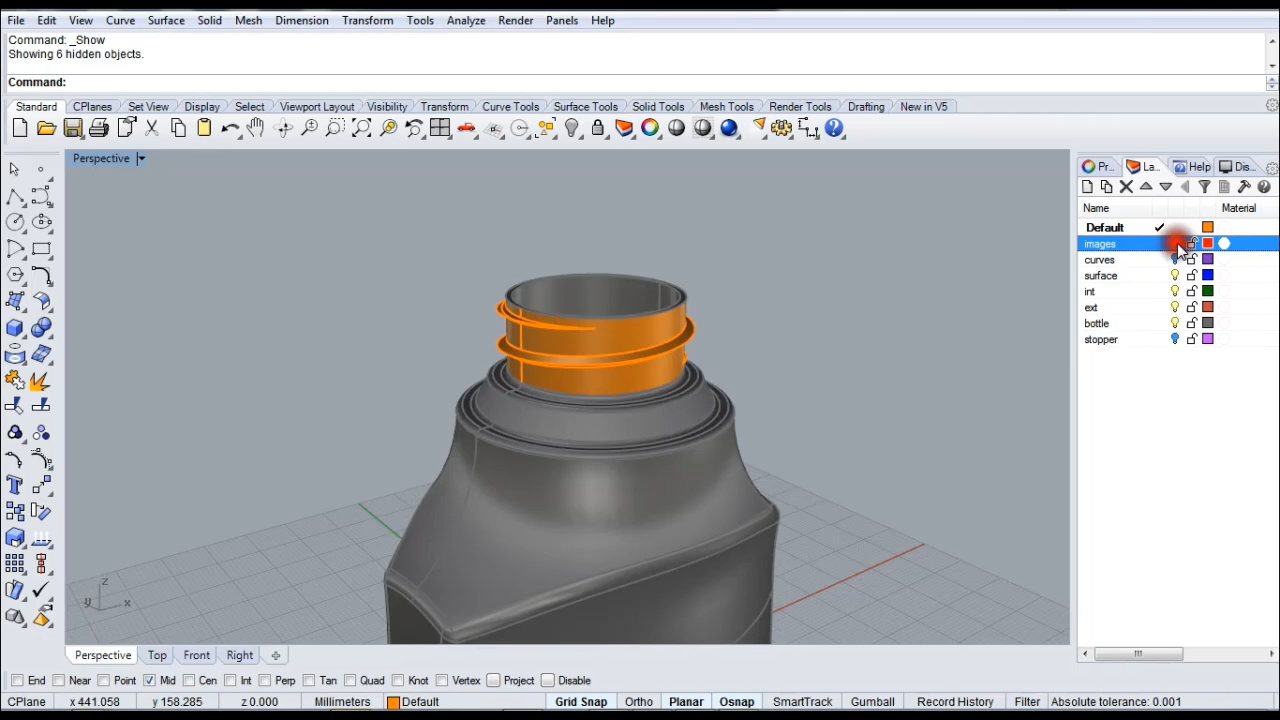 File Edit View Curve Surface Solid Mesh Dimension Transform Tools Analyze Render Panels Help
Command: _Show
Showing 6 hidden objects.
Command:
Standard CPlanes Set View Display Select Viewport Layout Visibility Transform Curve Tools Surface Tools Solid Tools Mesh Tools Render Tools Drafting New in V5
Perspective
Pr... La... Help Dis...
Name Material
Default
images
curves
surface
int
ext
bottle
stopper
z
y x
Perspective Top Front Right
End Near Point Mid Cen Int Perp Tan Quad Knot Vertex Project Disable
CPlane x 441.058 y 158.285 z 0.000 Millimeters Default Grid Snap Ortho Planar Osnap SmartTrack Gumball Record History Filter Absolute tolerance: 0.001